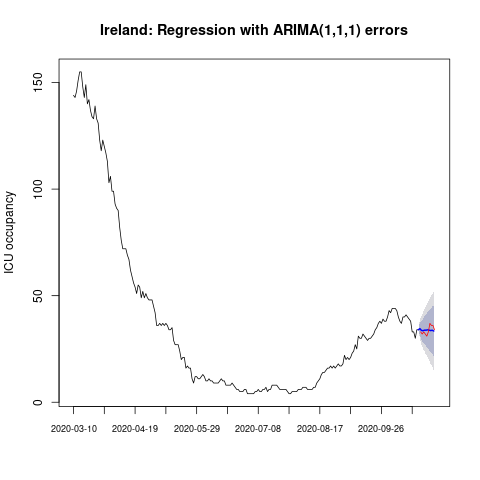 Ireland: Regression with ARIMA(1,1,1) errors
ICU occupancy
150
100
50
0
2020-03-10 2020-04-19 2020-05-29 2020-07-08 2020-08-17 2020-09-26